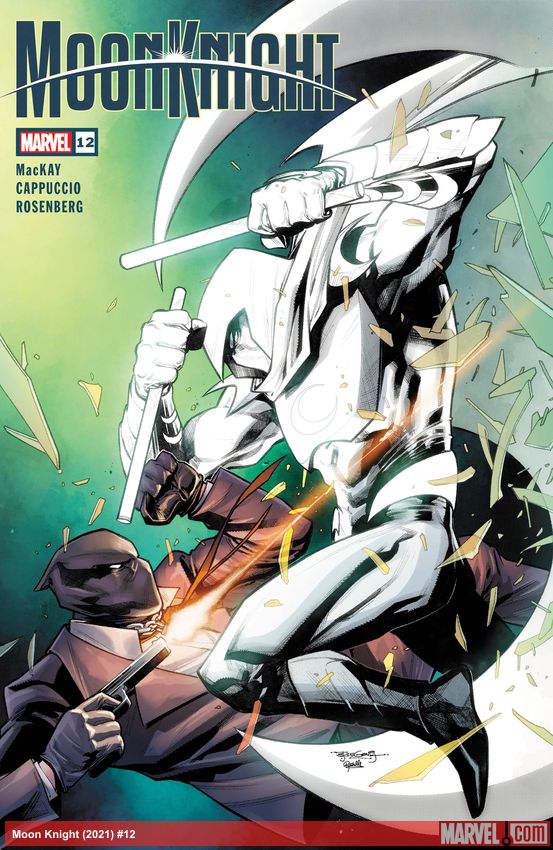 MOONKNIGHT
MARVEL 12
MacKAY
CAPPUCCIO
ROSENBERG
Moon Knight (2021) #12
MARVEL.com